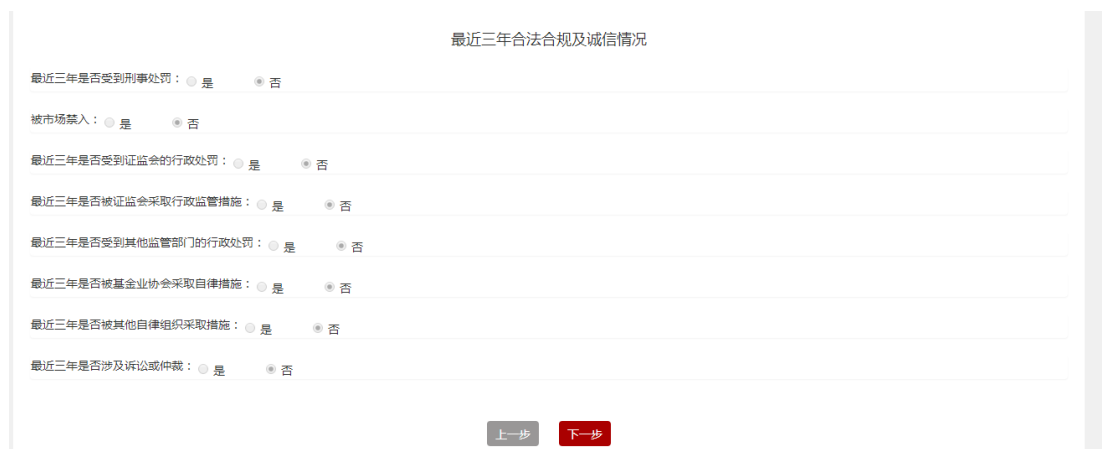 最近三年合法合规及诚信情况
最近三年是否受到刑事处罚： 是 否
被市场禁入： 是 否
最近三年是否受到证监会的行政处罚： 是 否
最近三年是否被证监会采取行政监管措施： 是 否
最近三年是否受到其他监管部门的行政处罚： 是 否
最近三年是否被基金业协会采取自律措施： 是 否
最近三年是否被其他自律组织采取措施： 是 否
最近三年是否涉及诉讼或仲裁： 是 否
上一步 下一步